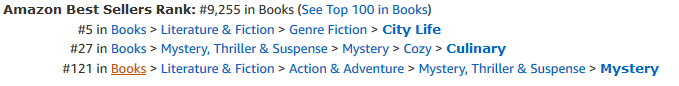 Amazon Best Sellers Rank: #9,255 in Books (See Top 100 in Books)
#5 in Books > Literature & Fiction > Genre Fiction > City Life
#27 in Books > Mystery, Thriller & Suspense > Mystery > Cozy > Culinary
#121 in Books > Literature & Fiction > Action & Adventure > Mystery, Thriller & Suspense > Mystery